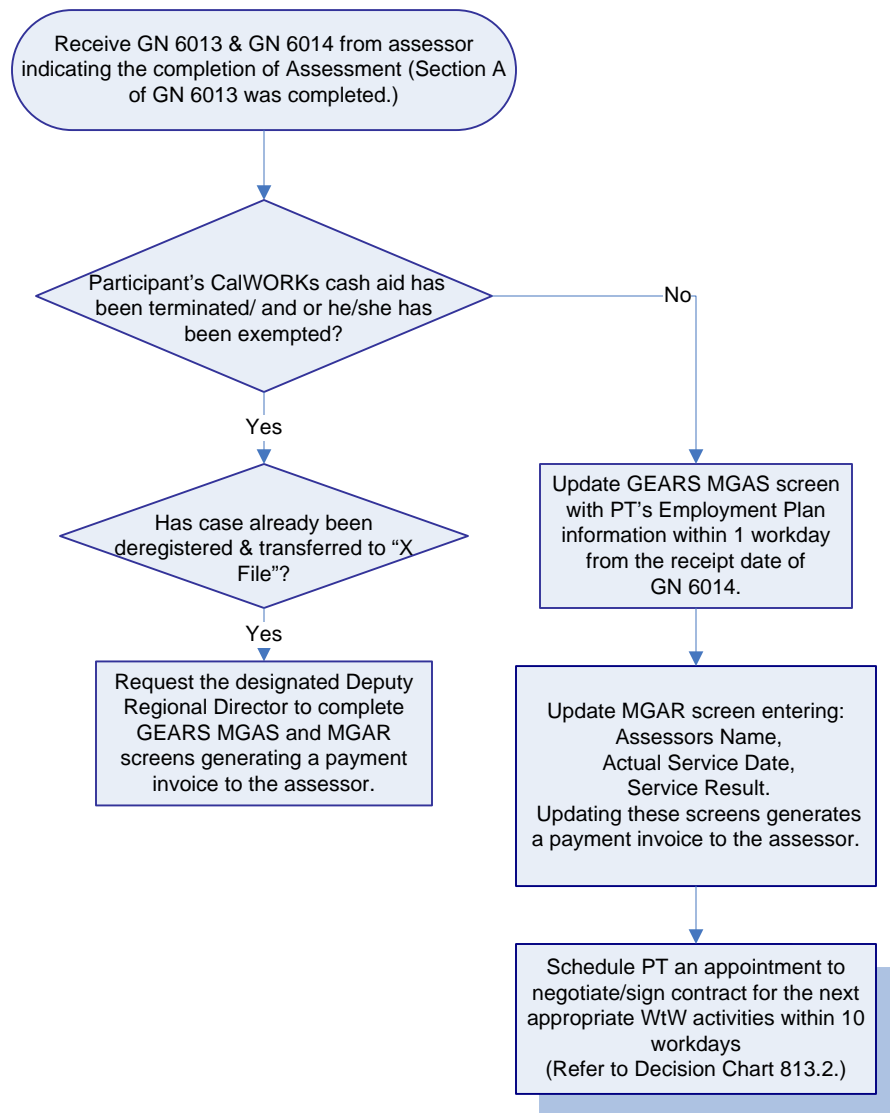 Receive GN 6013 & GN 6014 from assessor
indicating the completion of Assessment (Section A
of GN 6013 was completed.)
Participant's CalWORKs cash aid has
been terminated/ and or he/she has
been exempted?
No
Yes
Has case already been
deregistered & transferred to “X
File”?
Yes
Request the designated Deputy
Regional Director to complete
GEARS MGAS and MGAR
screens generating a payment
invoice to the assessor.
Update GEARS MGAS screen
with PT's Employment Plan
information within 1 workday
from the receipt date of
GN 6014.
Update MGAR screen entering:
Assessors Name,
Actual Service Date,
Service Result.
Updating these screens generates
a payment invoice to the assessor.
Schedule PT an appointment to
negotiate/sign contract for the next
appropriate WtW activities within 10
workdays
(Refer to Decision Chart 813.2.)